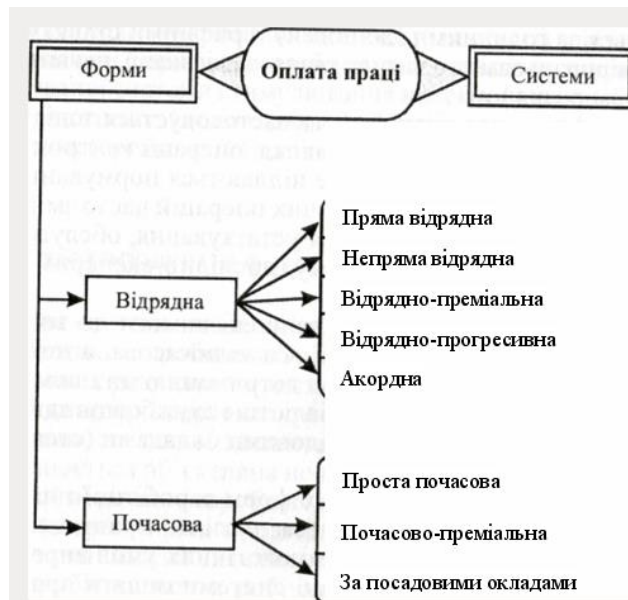 Форми
Оплата праці
Системи
Відрядна
Пряма відрядна
Непряма відрядна
Відрядно-преміальна
Відрядно-прогресивна
Акордна
Почасова
Проста почасова
Почасово-преміальна
За посадовими окладами